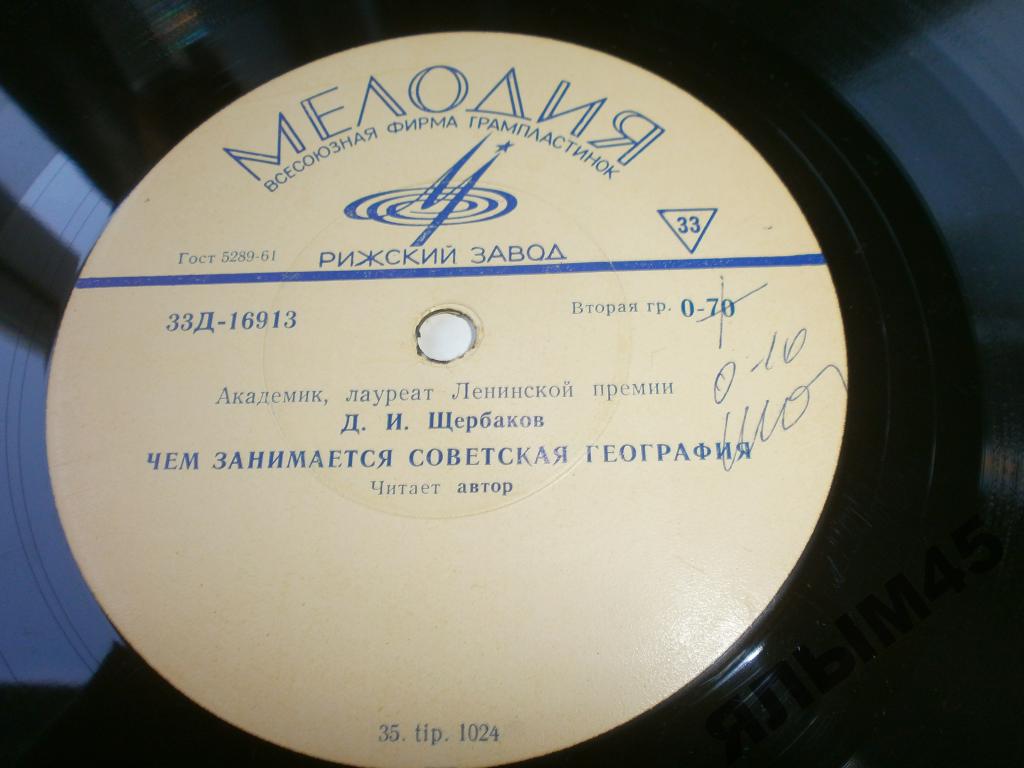 МЕЛОДИЯ
ВСЕСОЮЗНАЯ ФИРМА ГРАМПЛАСТИНОК
Гост 5289-61
РИЖСКИЙ ЗАВОД
33
33Д-16913
Вторая гр. 0-70
0-10
Академик, лауреат Ленинской премии
Д. И. Щербаков
ЧЕМ ЗАНИМАЕТСЯ СОВЕТСКАЯ ГЕОГРАФИЯ
Читает автор
35. tip. 1024
ЯЛЫМ45